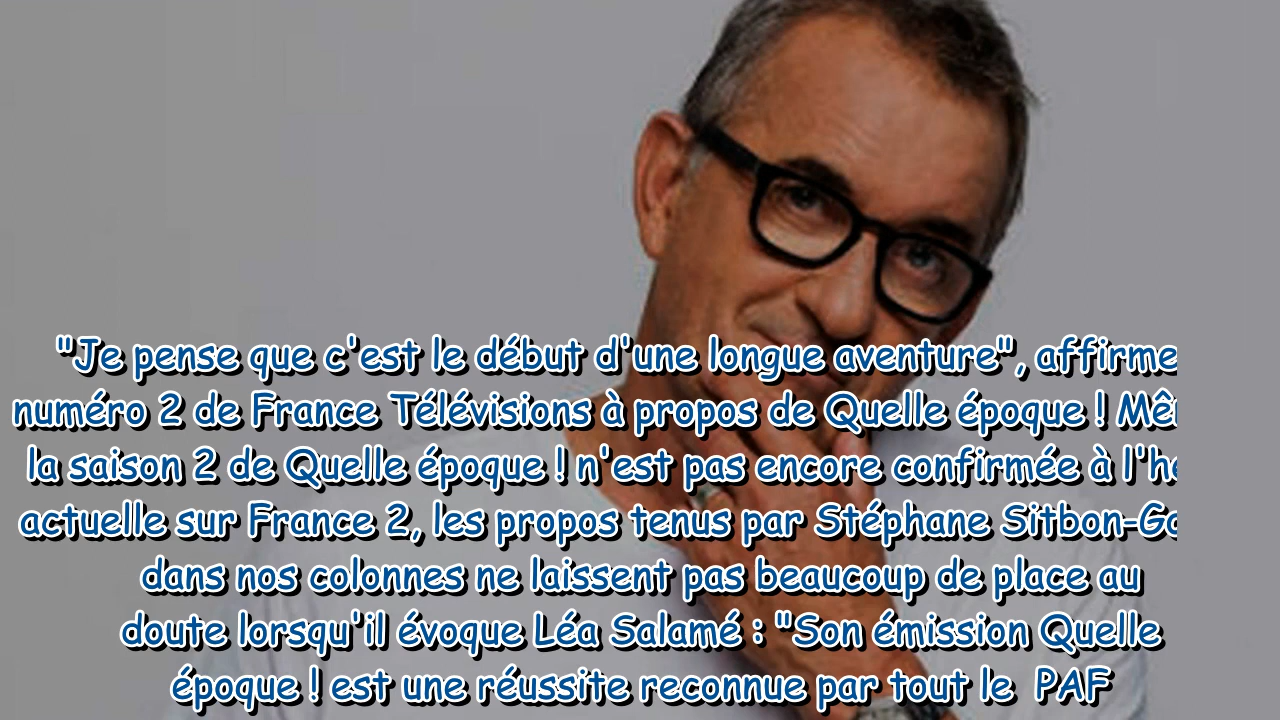 "Je pense que c'est le début d'une longue aventure", affirme
numéro 2 de France Télévisions à propos de Quelle époque !
la saison 2 de Quelle époque ! n'est pas encore confirmée à
actuelle sur France 2, les propos tenus par Stéphane
dans nos colonnes ne laissent pas beaucoup de place au
doute lorsqu'il évoque Léa Salamé : "Son émission Quelle
époque ! est une réussite reconnue par tout le PAF